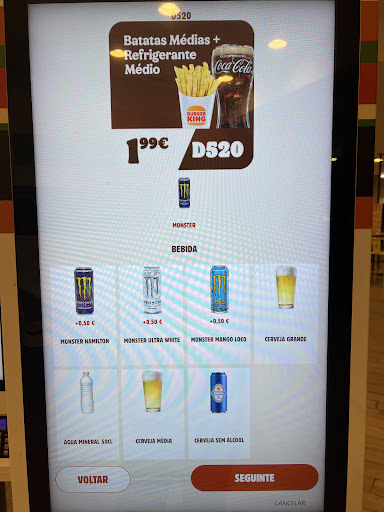 D520
Batatas Médias +
Refrigerante
Médio
Coca-Cola
BURGER
KING
1,99€
D520
MONSTER
BEBIDA
+0,50 €
+0,50 €
+0,50 €
MONSTER HAMILTON
MONSTER ULTRA WHITE
MONSTER MANGO LOCO
CERVEJA GRANDE
ÁGUA MINERAL 50CL
CERVEJA MÉDIA
CERVEJA SEM ÁLCOOL
VOLTAR
SEGUINTE
CANCELAR